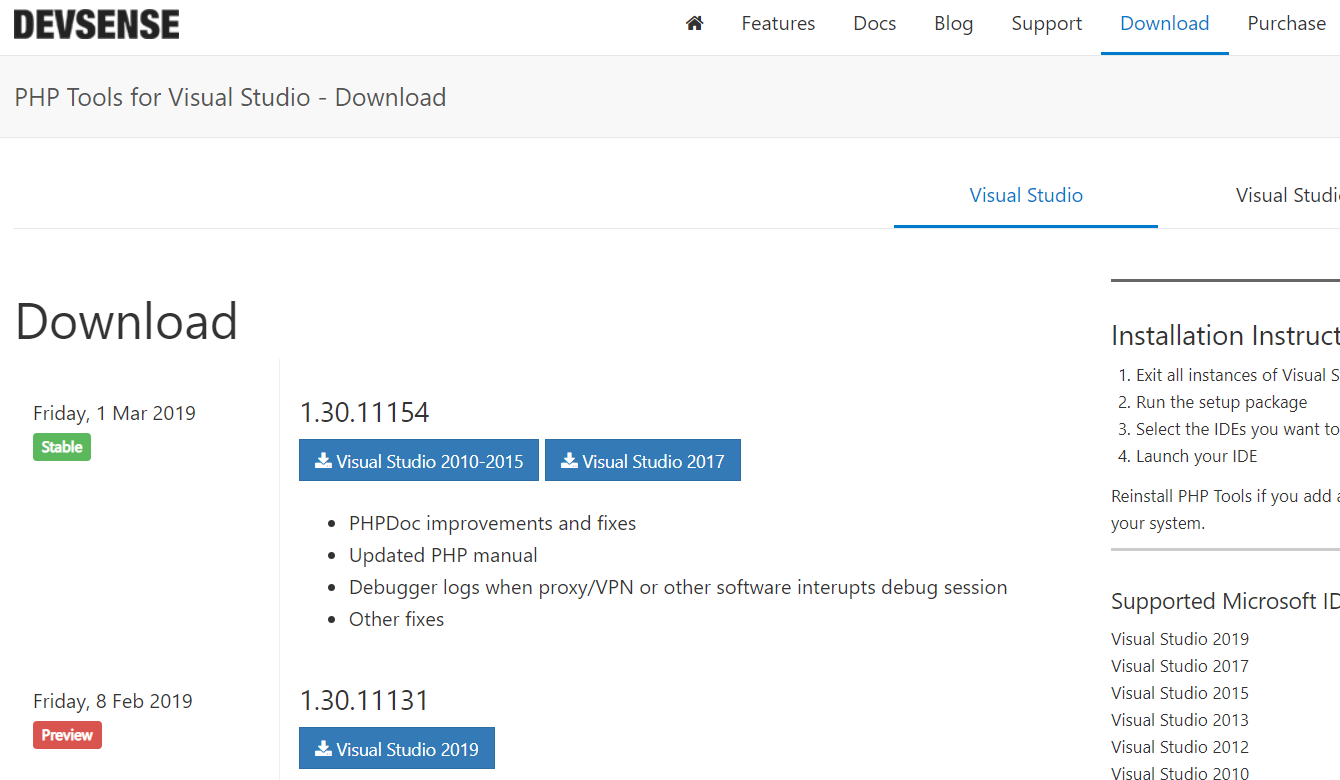 DEVSENSE
Features Docs Blog Support Download Purchase
PHP Tools for Visual Studio - Download
Visual Studio Visual
Download
Friday, 1 Mar 2019
Stable
1.30.11154
Visual Studio 2010-2015 Visual Studio 2017
PHPDoc improvements and fixes
Updated PHP manual
Debugger logs when proxy/VPN or other software interupts debug session
Other fixes
Friday, 8 Feb 2019
Preview
1.30.11131
Visual Studio 2019
Installation
1. Exit all instances of Visual
2. Run the setup package
3. Select the IDEs you want to
4. Launch your IDE
Reinstall PHP Tools if you add
your system.
Supported Microsoft
Visual Studio 2019
Visual Studio 2017
Visual Studio 2015
Visual Studio 2013
Visual Studio 2012
Visual Studio 2010